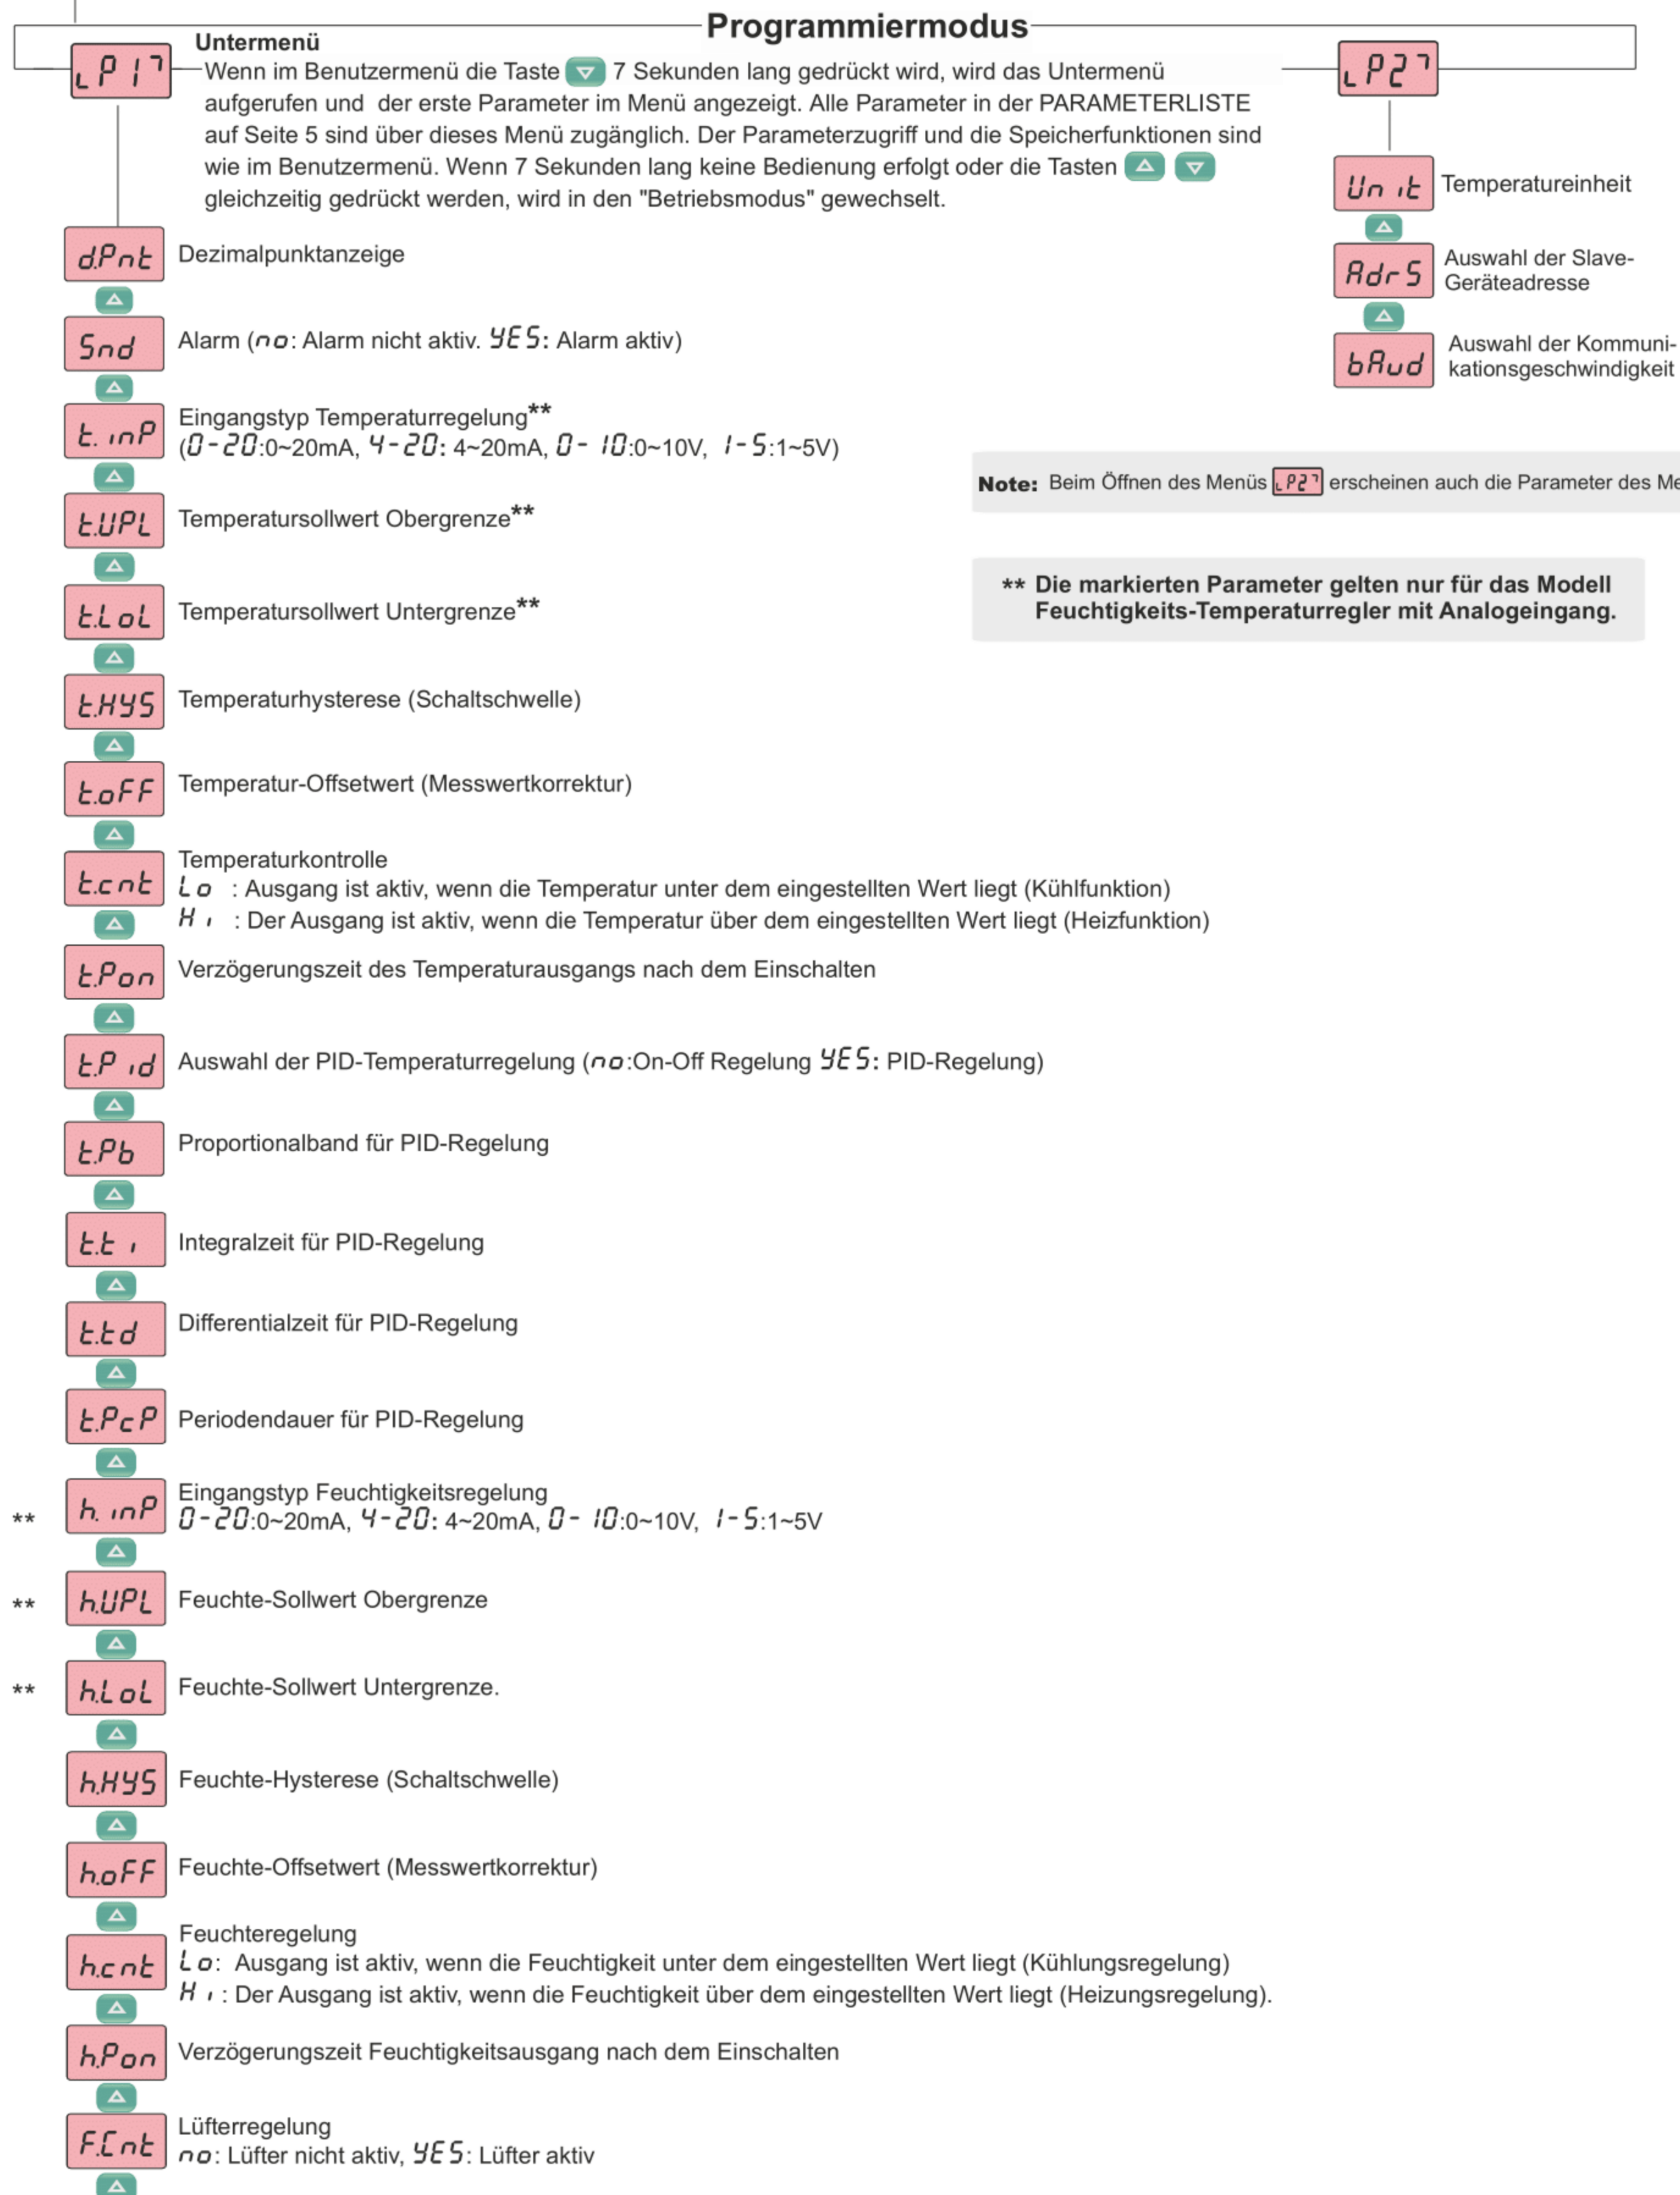 Programmiermodus
LP1ꓶ
Untermenü
Wenn im Benutzermenü die Taste 7 Sekunden lang gedrückt wird, wird das Untermenü
aufgerufen und der erste Parameter im Menü angezeigt. Alle Parameter in der PARAMETERLISTE
auf Seite 5 sind über dieses Menü zugänglich. Der Parameterzugriff und die Speicherfunktionen sind
wie im Benutzermenü. Wenn 7 Sekunden lang keine Bedienung erfolgt oder die Tasten
gleichzeitig gedrückt werden, wird in den "Betriebsmodus" gewechselt.
d.Pnt Dezimalpunktanzeige
Snd Alarm (no: Alarm nicht aktiv. YES: Alarm aktiv)
t.inP Eingangstyp Temperaturregelung**
(0-20:0~20mA, 4-20: 4~20mA, 0-10:0~10V, 1-5:1~5V)
t.UPL Temperatursollwert Obergrenze**
t.LoL Temperatursollwert Untergrenze**
t.HYS Temperaturhysterese (Schaltschwelle)
t.oFF Temperatur-Offsetwert (Messwertkorrektur)
t.cnt Temperaturkontrolle
Lo : Ausgang ist aktiv, wenn die Temperatur unter dem eingestellten Wert liegt (Kühlfunktion)
Hi : Der Ausgang ist aktiv, wenn die Temperatur über dem eingestellten Wert liegt (Heizfunktion)
t.Pon Verzögerungszeit des Temperaturausgangs nach dem Einschalten
t.Pid Auswahl der PID-Temperaturregelung (no:On-Off Regelung YES: PID-Regelung)
t.Pb Proportionalband für PID-Regelung
t.ti Integralzeit für PID-Regelung
t.td Differentialzeit für PID-Regelung
t.PcP Periodendauer für PID-Regelung
** h.inP Eingangstyp Feuchtigkeitsregelung
0-20:0~20mA, 4-20: 4~20mA, 0-10:0~10V, 1-5:1~5V
** h.UPL Feuchte-Sollwert Obergrenze
** h.LoL Feuchte-Sollwert Untergrenze.
h.HYS Feuchte-Hysterese (Schaltschwelle)
h.oFF Feuchte-Offsetwert (Messwertkorrektur)
h.cnt Feuchteregelung
Lo: Ausgang ist aktiv, wenn die Feuchtigkeit unter dem eingestellten Wert liegt (Kühlungsregelung)
Hi: Der Ausgang ist aktiv, wenn die Feuchtigkeit über dem eingestellten Wert liegt (Heizungsregelung).
h.Pon Verzögerungszeit Feuchtigkeitsausgang nach dem Einschalten
F.Cnt Lüfterregelung
no: Lüfter nicht aktiv, YES: Lüfter aktiv
LP2ꓶ
Unit Temperatureinheit
AdrS Auswahl der Slave-
Geräteadresse
bAud Auswahl der Kommuni-
kationsgeschwindigkeit
Note: Beim Öffnen des Menüs LP2ꓶ erscheinen auch die Parameter des
** Die markierten Parameter gelten nur für das Modell
Feuchtigkeits-Temperaturregler mit Analogeingang.